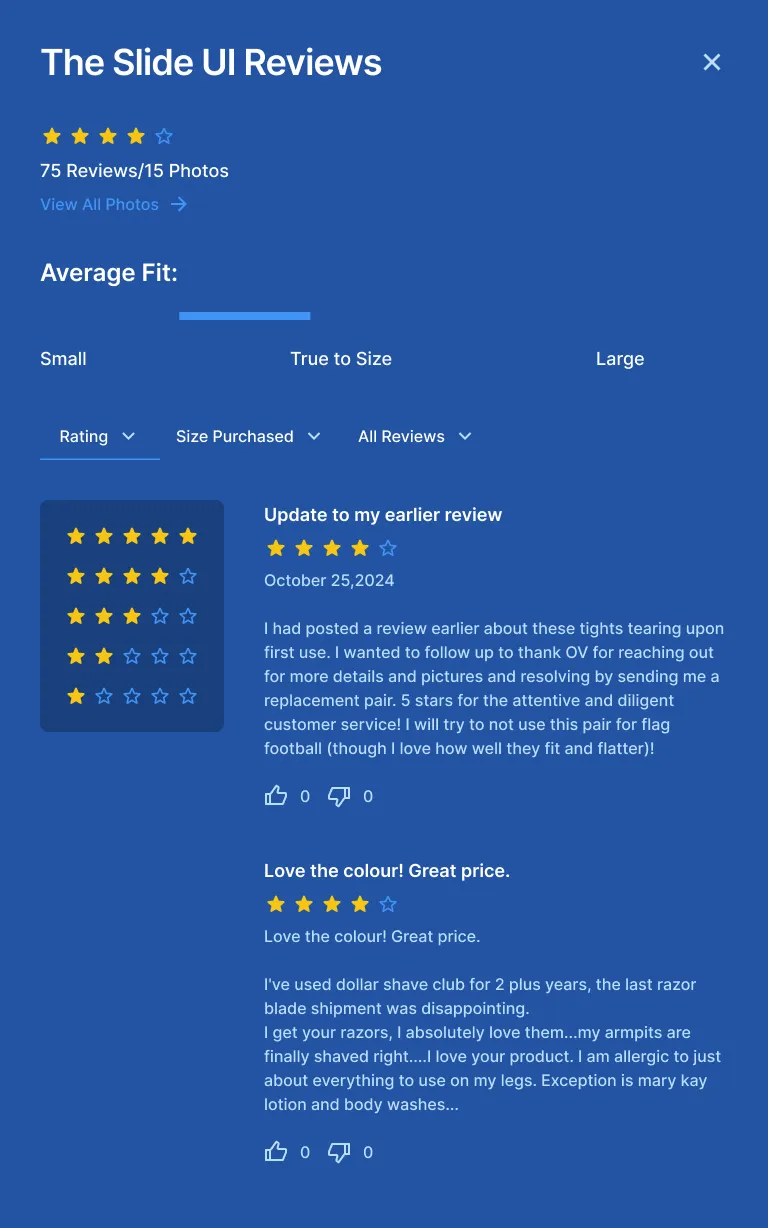 The Slide UI Reviews
75 Reviews/15 Photos
View All Photos
Average Fit:
Small True to Size Large
Rating Size Purchased All Reviews
Update to my earlier review
October 25,2024
I had posted a review earlier about these tights tearing upon
first use. I wanted to follow up to thank OV for reaching out
for more details and pictures and resolving by sending me a
replacement pair. 5 stars for the attentive and diligent
customer service! I will try to not use this pair for flag
football (though I love how well they fit and flatter)!
0 0
Love the colour! Great price.
Love the colour! Great price.
I've used dollar shave club for 2 plus years, the last razor
blade shipment was disappointing.
I get your razors, I absolutely love them...my armpits are
finally shaved right....I love your product. I am allergic to just
about everything to use on my legs. Exception is mary kay
lotion and body washes...
0 0